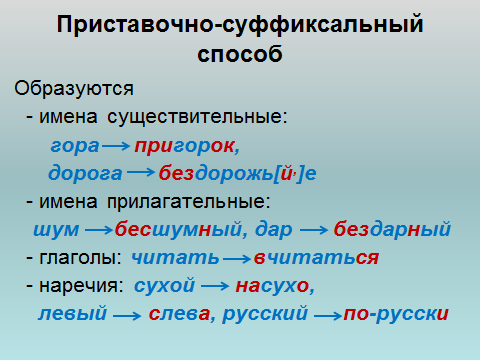 Приставочно-суффиксальный
способ
Образуются
- имена существительные:
гора → пригорок,
дорога → бездорожь[й,]е
- имена прилагательные:
шум → бесшумный, дар → бездарный
- глаголы: читать → вчитаться
- наречия: сухой → насухо,
левый → слева, русский → по-русски